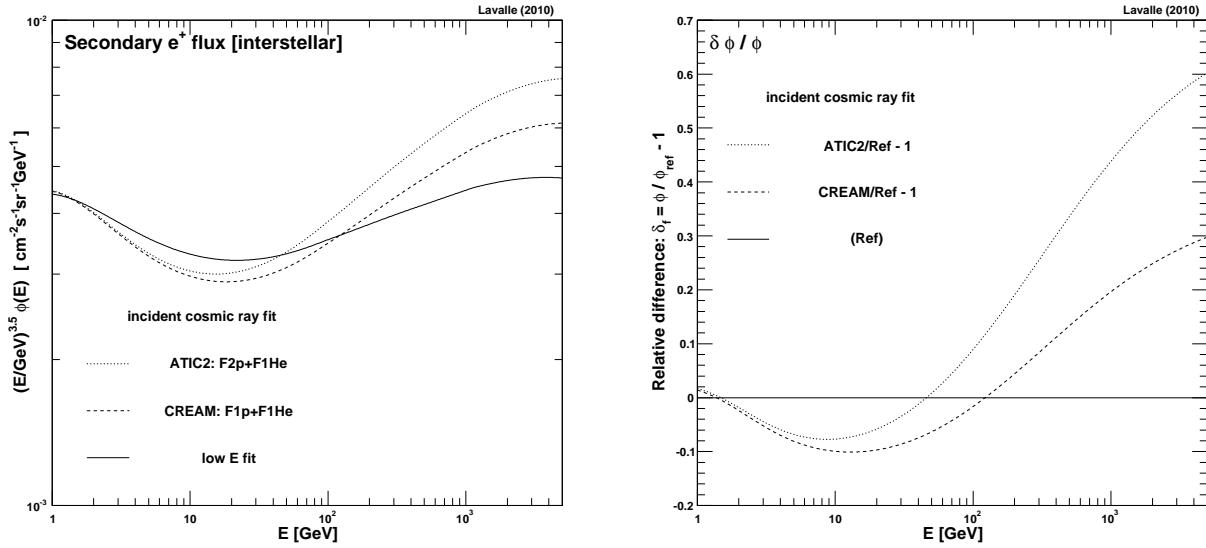 Lavalle (2010)
Secondary e⁺ flux [interstellar]
incident cosmic ray fit
ATIC2: F2p+F1He
CREAM: F1p+F1He
low E fit
10⁻²
10⁻³
(E/GeV)³·⁵ ϕ(E) [ cm⁻²s⁻¹sr⁻¹GeV⁻¹]
1
10
10²
10³
E [GeV]
Lavalle (2010)
δ ϕ / ϕ
incident cosmic ray fit
ATIC2/Ref - 1
CREAM/Ref - 1
(Ref)
0.7
0.6
0.5
0.4
0.3
0.2
0.1
0
-0.1
-0.2
Relative difference: δ_f = ϕ / ϕ_ref - 1
1
10
10²
10³
E [GeV]